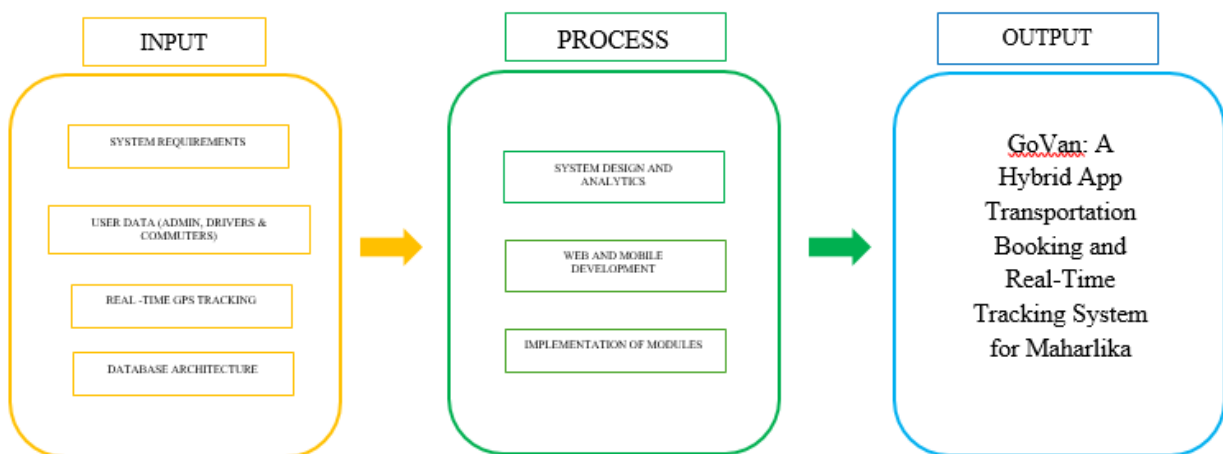 INPUT
SYSTEM REQUIREMENTS
USER DATA (ADMIN, DRIVERS &
COMMUTERS)
REAL -TIME GPS TRACKING
DATABASE ARCHITECTURE
PROCESS
SYSTEM DESIGN AND
ANALYTICS
WEB AND MOBILE
DEVELOPMENT
IMPLEMENTATION OF MODULES
OUTPUT
GoVan: A
Hybrid App
Transportation
Booking and
Real-Time
Tracking System
for Maharlika